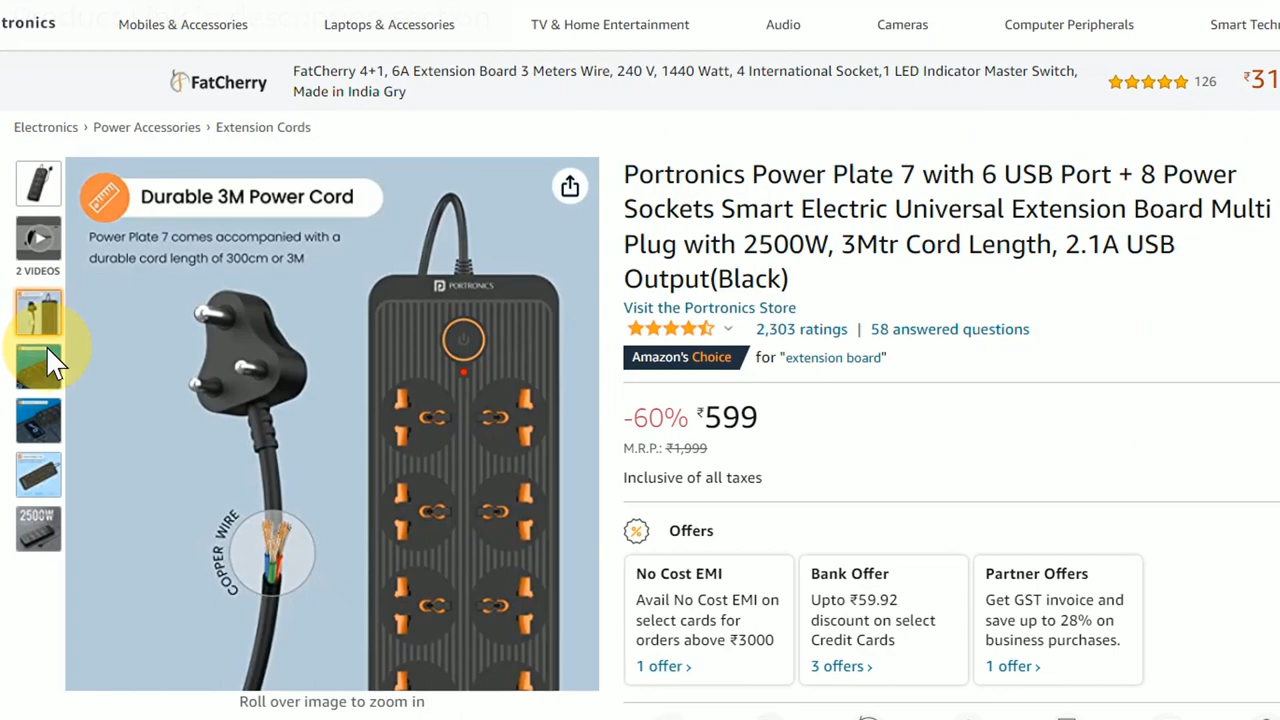 tronics
Mobiles & Accessories
Laptops & Accessories
TV & Home Entertainment
Audio
Cameras
Computer Peripherals
Smart Tech
FatCherry
FatCherry 4+1, 6A Extension Board 3 Meters Wire, 240 V, 1440 Watt, 4 International Socket,1 LED Indicator Master Switch,
Made in India Gry
126
₹31
Electronics › Power Accessories › Extension Cords
2 VIDEOS
2500W
Durable 3M Power Cord
Power Plate 7 comes accompanied with a
durable cord length of 300cm or 3M
PORTRONICS
COPPER WIRE
Roll over image to zoom in
Portronics Power Plate 7 with 6 USB Port + 8 Power
Sockets Smart Electric Universal Extension Board Multi
Plug with 2500W, 3Mtr Cord Length, 2.1A USB
Output(Black)
Visit the Portronics Store
2,303 ratings | 58 answered questions
Amazon's Choice for "extension board"
-60% ₹599
M.R.P.: ₹1,999
Inclusive of all taxes
Offers
No Cost EMI
Avail No Cost EMI on
select cards for
orders above ₹3000
1 offer ›
Bank Offer
Upto ₹59.92
discount on select
Credit Cards
3 offers ›
Partner Offers
Get GST invoice and
save up to 28% on
business purchases.
1 offer ›